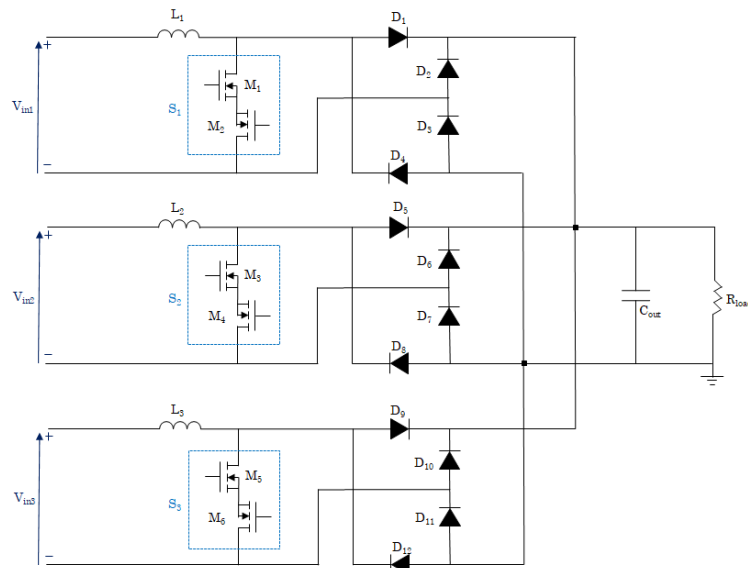 L1
D1
+
D2
M1
Vin1
S1
M2
D3
D4
−
L2
D5
+
D6
M3
Vin2
S2
M4
D7
Cout
Rload
D8
−
L3
D9
+
D10
M5
Vin3
S3
M6
D11
D12
−